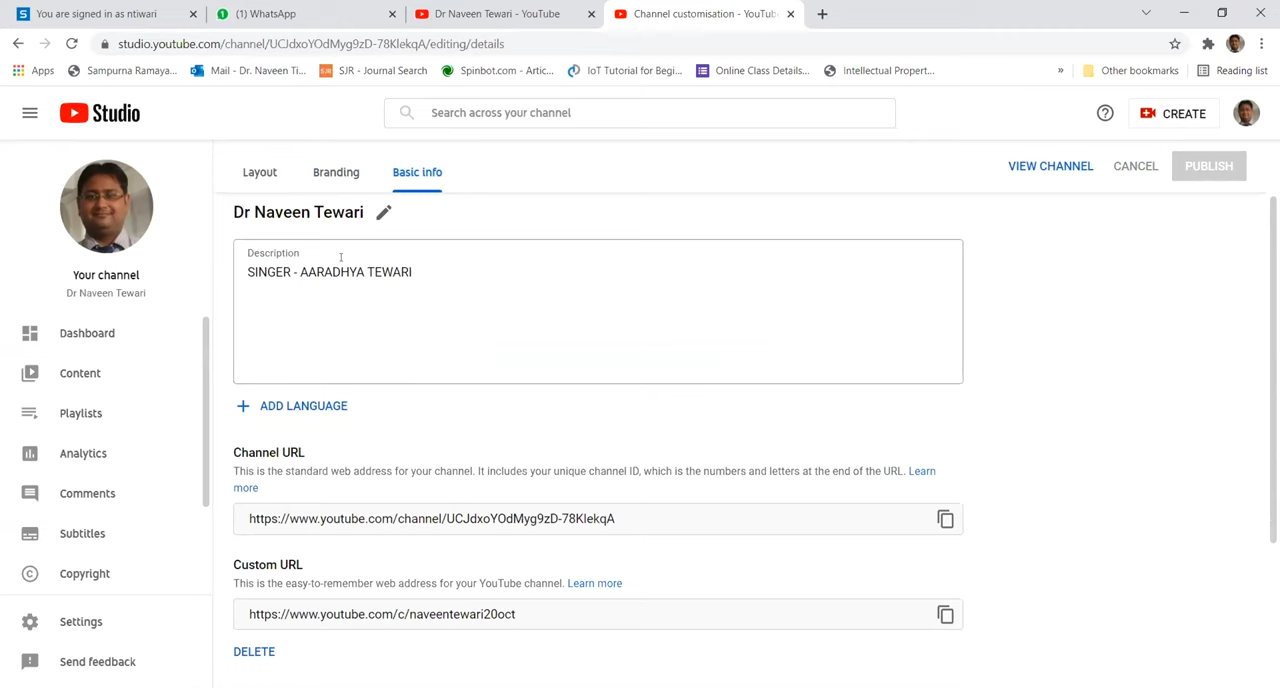 You are signed in as ntiwari
(1) WhatsApp
Dr Naveen Tewari - YouTube
Channel customisation - YouTub
studio.youtube.com/channel/UCJdxoYOdMyg9zD-78KlekqA/editing/details
Apps
Sampurna Ramaya...
Mail - Dr. Naveen Ti...
SJR - Journal Search
Spinbot.com - Artic...
IoT Tutorial for Begi...
Online Class Details...
Intellectual Propert...
»
Other bookmarks
Reading list
Studio
Search across your channel
CREATE
Layout
Branding
Basic info
VIEW CHANNEL
CANCEL
PUBLISH
Your channel
Dr Naveen Tewari
Dashboard
Content
Playlists
Analytics
Comments
Subtitles
Copyright
Settings
Send feedback
Dr Naveen Tewari
Description
SINGER - AARADHYA TEWARI
ADD LANGUAGE
Channel URL
This is the standard web address for your channel. It includes your unique channel ID, which is the numbers and letters at the end of the URL. Learn
more
https://www.youtube.com/channel/UCJdxoYOdMyg9zD-78KlekqA
Custom URL
This is the easy-to-remember web address for your YouTube channel. Learn more
https://www.youtube.com/c/naveentewari20oct
DELETE